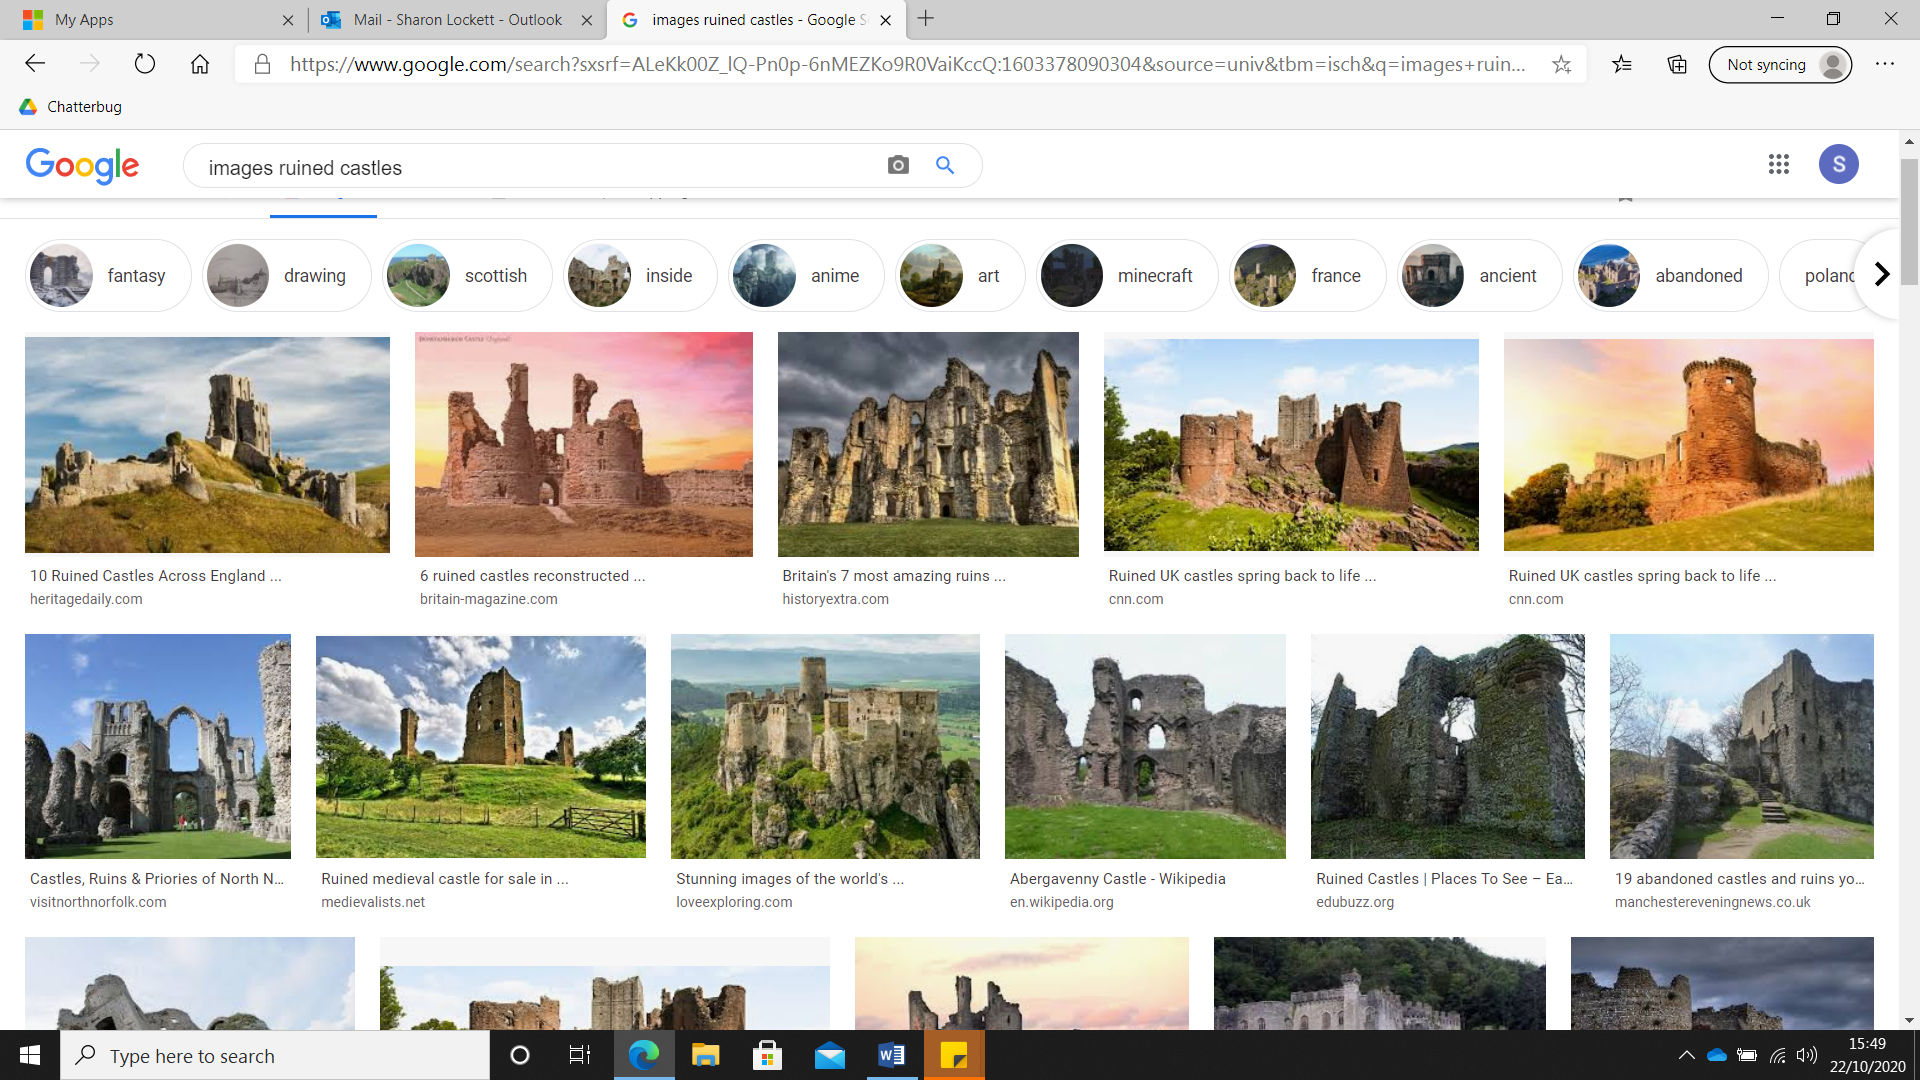 My Apps
Mail - Sharon Lockett - Outlook
images ruined castles - Google S
https://www.google.com/search?sxsrf=ALeKk00Z_lQ-Pn0p-6nMEZKo9R0VaiKccQ:1603378090304&source=univ&tbm=isch&q=images+ruin...
Not syncing
Chatterbug
Google
images ruined castles
S
fantasy
drawing
scottish
inside
anime
art
minecraft
france
ancient
abandoned
polanc
10 Ruined Castles Across England ...
heritagedaily.com
6 ruined castles reconstructed ...
britain-magazine.com
Britain's 7 most amazing ruins ...
historyextra.com
Ruined UK castles spring back to life ...
cnn.com
Ruined UK castles spring back to life ...
cnn.com
Castles, Ruins & Priories of North N...
visitnorthnorfolk.com
Ruined medieval castle for sale in ...
medievalists.net
Stunning images of the world's ...
loveexploring.com
Abergavenny Castle - Wikipedia
en.wikipedia.org
Ruined Castles | Places To See – Ea...
edubuzz.org
19 abandoned castles and ruins yo...
manchestereveningnews.co.uk
Type here to search
15:49
22/10/2020